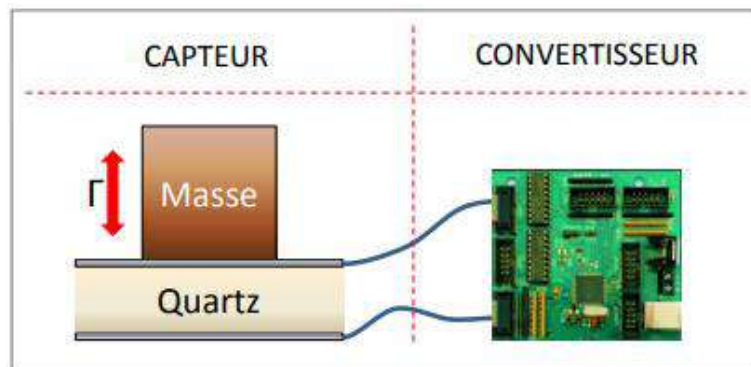 CAPTEUR
CONVERTISSEUR
Γ
Masse
Quartz